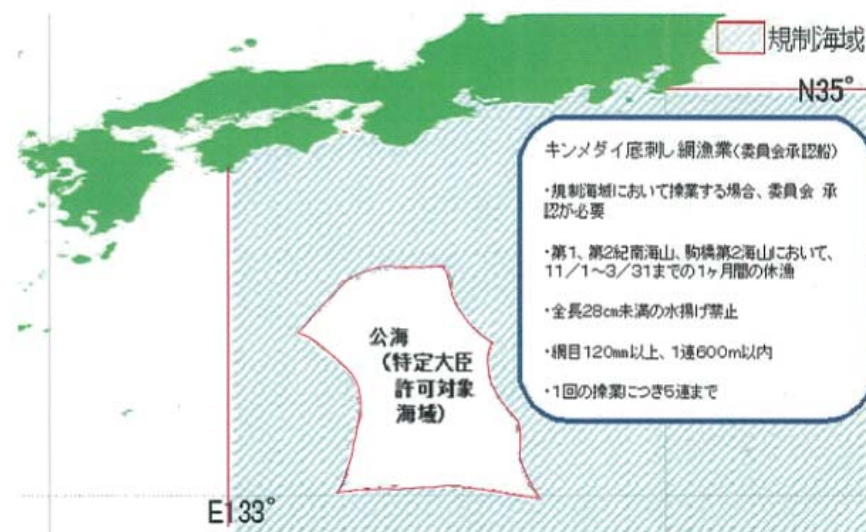 規制海域
N35°
キンメダイ底刺し網漁業(委員会承認船)
・規制海域において操業する場合、委員会 承
認が必要
・第1、第2紀南海山、駒橋第2海山において、
11/1~3/31までの1ヶ月間の休漁
・全長28cm未満の水揚げ禁止
・網目120mm以上、1連600m以内
・1回の操業につき5連まで
公海
(特定大臣
許可対象
海域)
E133°